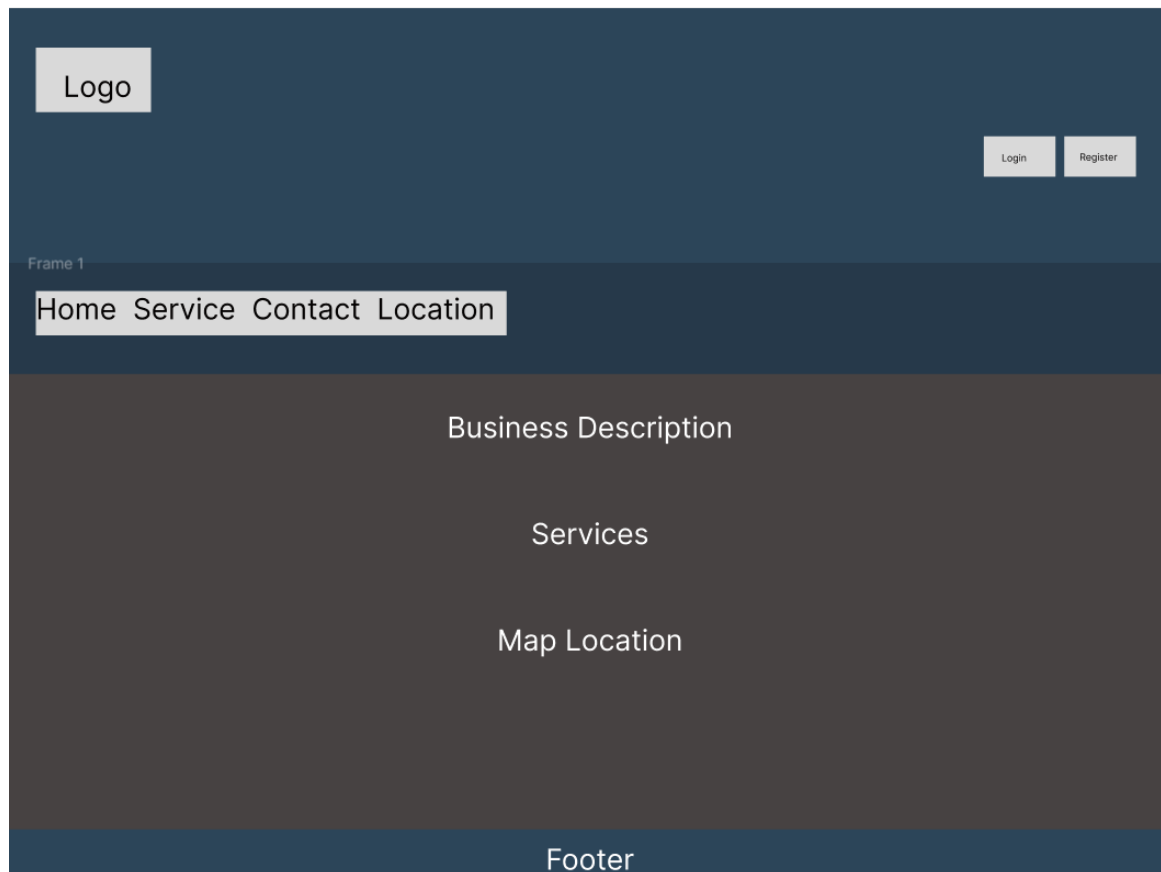 Logo
Login Register
Frame 1
Home Service Contact Location
Business Description
Services
Map Location
Footer